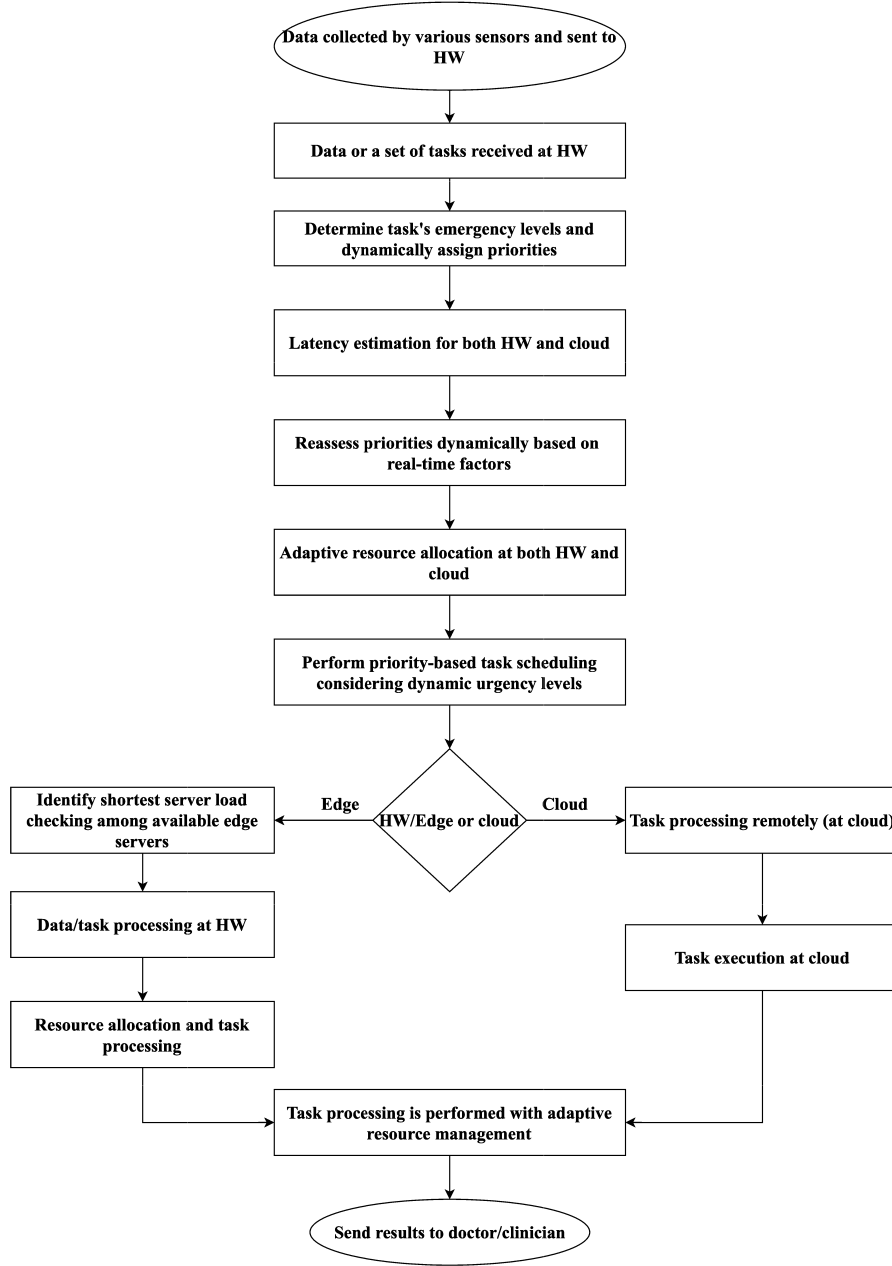 Data collected by various sensors and sent to
HW
Data or a set of tasks received at HW
Determine task's emergency levels and
dynamically assign priorities
Latency estimation for both HW and cloud
Reassess priorities dynamically based on
real-time factors
Adaptive resource allocation at both HW and
cloud
Perform priority-based task scheduling
considering dynamic urgency levels
HW/Edge or cloud
Edge
Cloud
Identify shortest server load
checking among available edge
servers
Data/task processing at HW
Resource allocation and task
processing
Task processing remotely (at cloud)
Task execution at cloud
Task processing is performed with adaptive
resource management
Send results to doctor/clinician